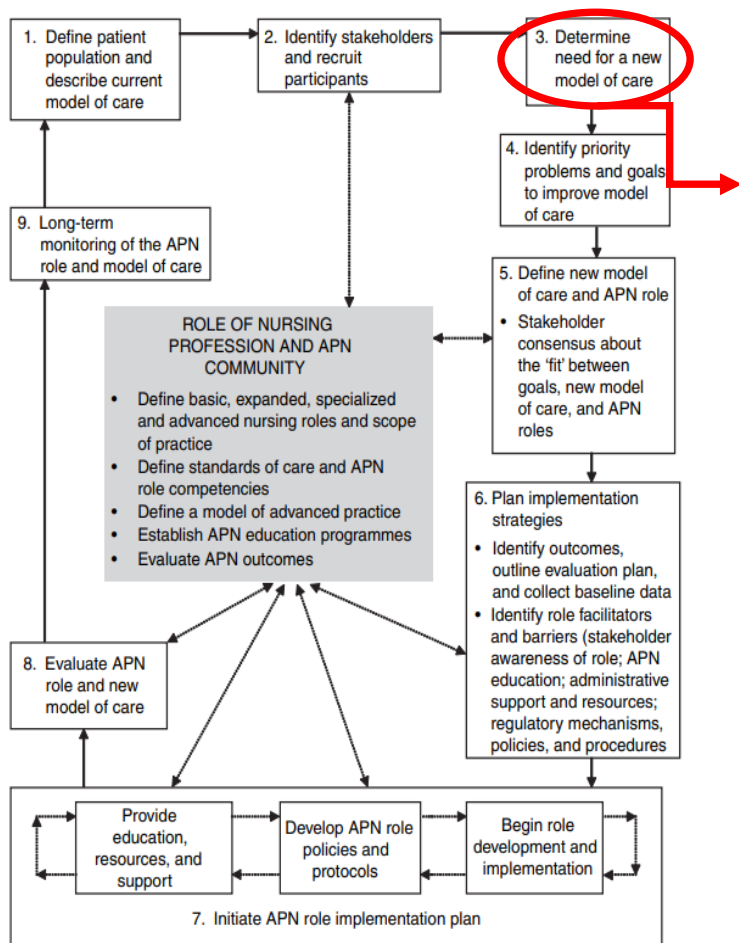 1. Define patient
population and
describe current
model of care
2. Identify stakeholders
and recruit
participants
3. Determine
need for a new
model of care
4. Identify priority
problems and goals
to improve model
of care
9. Long-term
monitoring of the APN
role and model of care
5. Define new model
of care and APN role
• Stakeholder
consensus about
the ‘fit’ between
goals, new model
of care, and APN
roles
ROLE OF NURSING
PROFESSION AND APN
COMMUNITY
• Define basic, expanded, specialized
and advanced nursing roles and scope
of practice
• Define standards of care and APN
role competencies
• Define a model of advanced practice
• Establish APN education programmes
• Evaluate APN outcomes
6. Plan implementation
strategies
• Identify outcomes,
outline evaluation plan,
and collect baseline data
• Identify role facilitators
and barriers (stakeholder
awareness of role; APN
education; administrative
support and resources;
regulatory mechanisms,
policies, and procedures
8. Evaluate APN
role and new
model of care
Provide
education,
resources, and
support
Develop APN role
policies and
protocols
Begin role
development and
implementation
7. Initiate APN role implementation plan